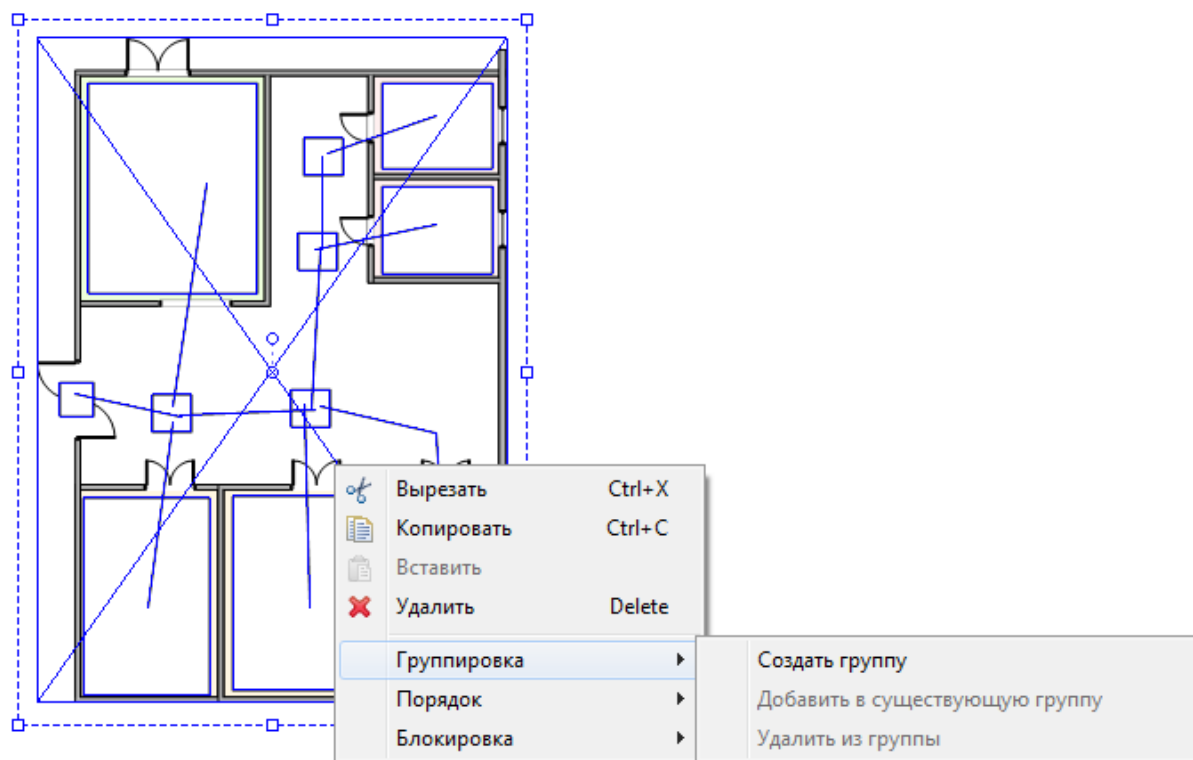 Вырезать Ctrl+X
Копировать Ctrl+C
Вставить
Удалить Delete
Группировка
Порядок
Блокировка
Создать группу
Добавить в существующую группу
Удалить из группы